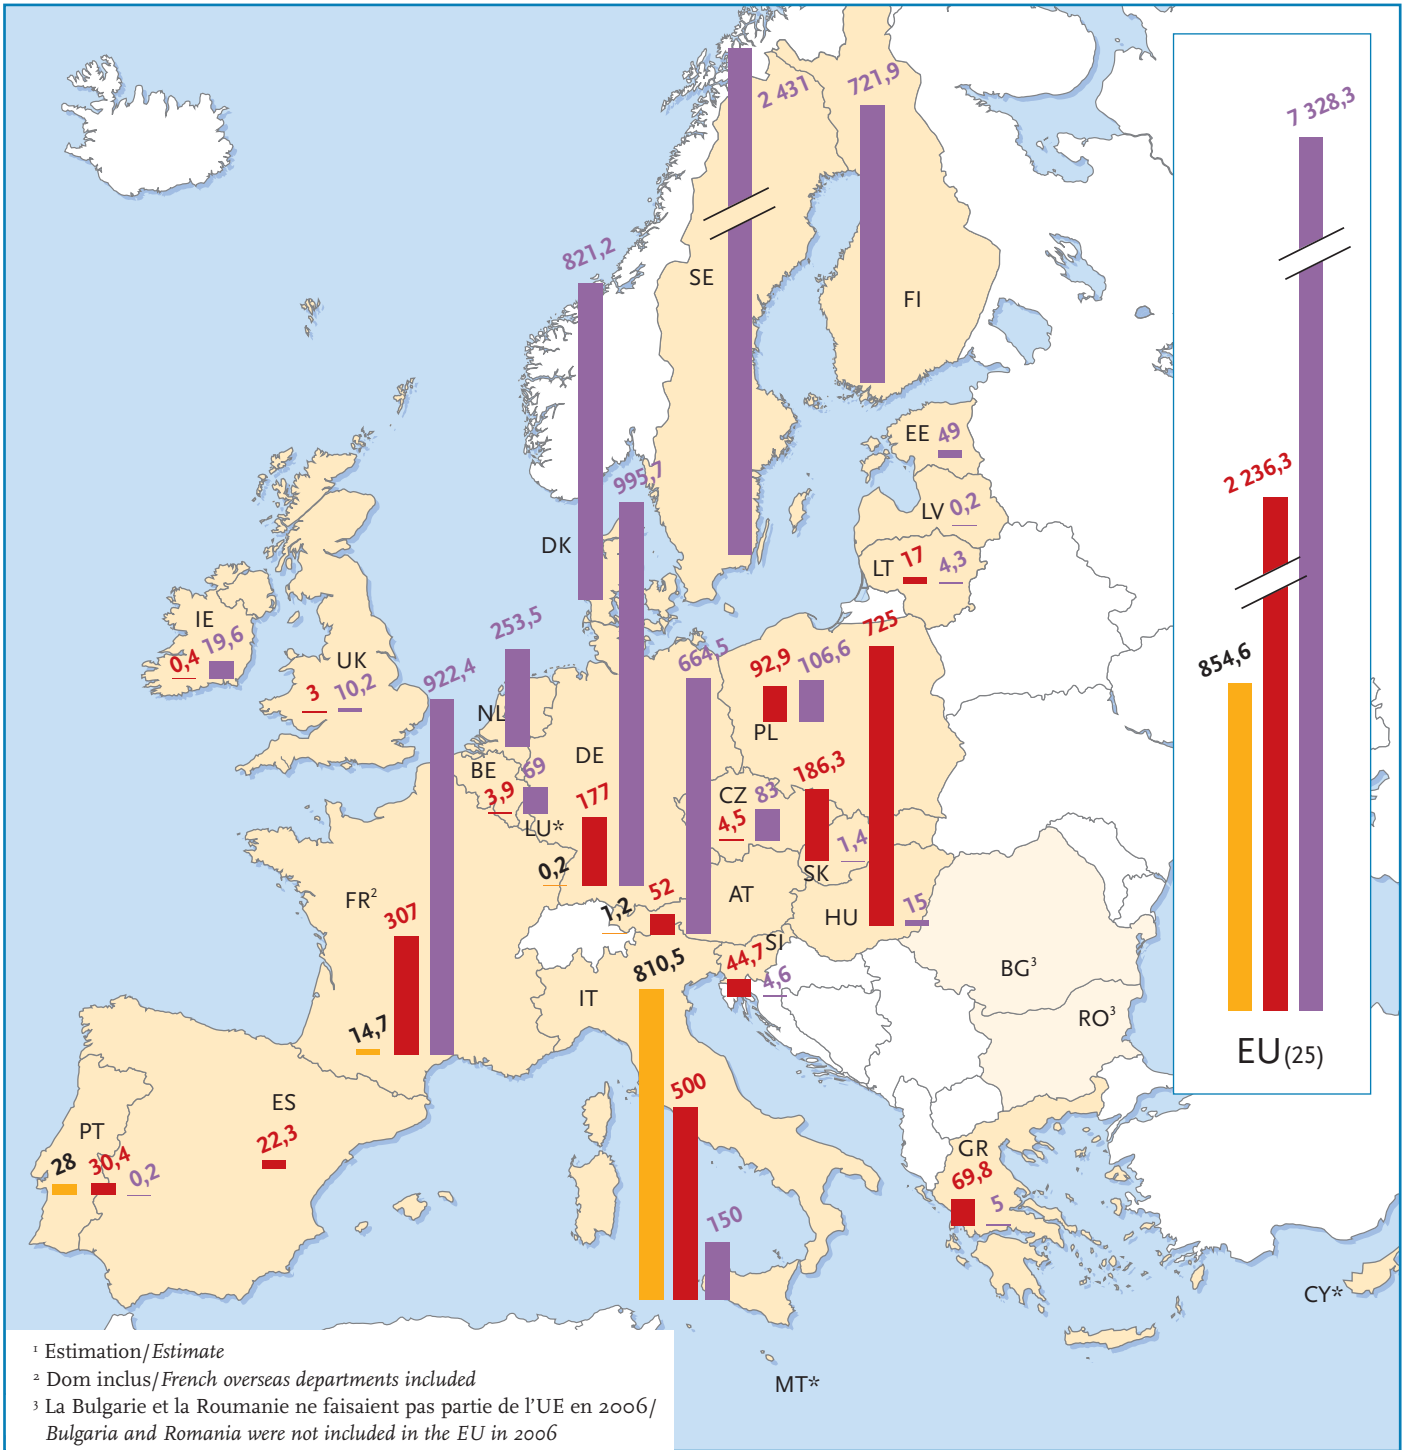 2 431
721,9
7 328,3
821,2
SE
FI
EE 49
995,7
2 236,3
LV 0,2
DK
LT 17 4,3
IE
0,4 19,6
253,5
725
UK
3 10,2
922,4
664,5
92,9 106,6
854,6
NL
PL
DE
BE
3,9 69
186,3
CZ
4,5 83
177
LU*
1,4
0,2
SK
FR²
307
1,2 52
AT
HU 15
SI
44,7 4,6
810,5
BG³
IT
RO³
14,7
EU (25)
500
ES
22,3
PT
28 30,4 0,2
GR
69,8 5
150
CY*
MT*
¹ Estimation/Estimate
² Dom inclus/French overseas departments included
³ La Bulgarie et la Roumanie ne faisaient pas partie de l’UE en 2006/
Bulgaria and Romania were not included in the EU in 2006